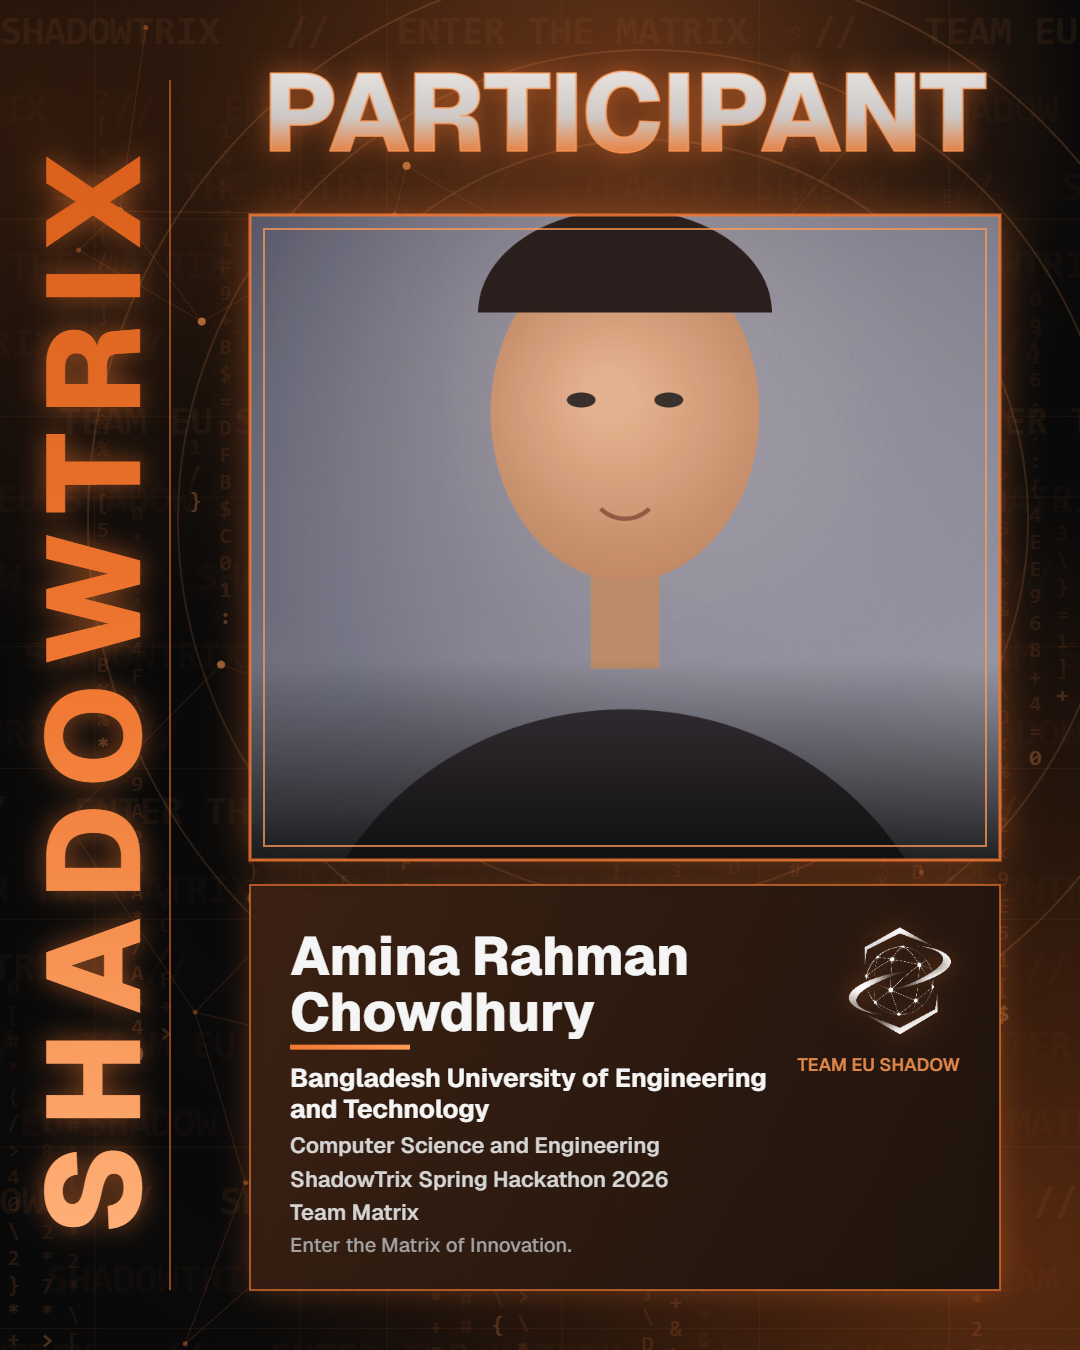 PARTICIPANT
SHADOWTRIX
Amina Rahman
Chowdhury
TEAM EU SHADOW
Bangladesh University of Engineering
and Technology
Computer Science and Engineering
ShadowTrix Spring Hackathon 2026
Team Matrix
Enter the Matrix of Innovation.
SHADOWTRIX // ENTER THE MATRIX // TEAM EU